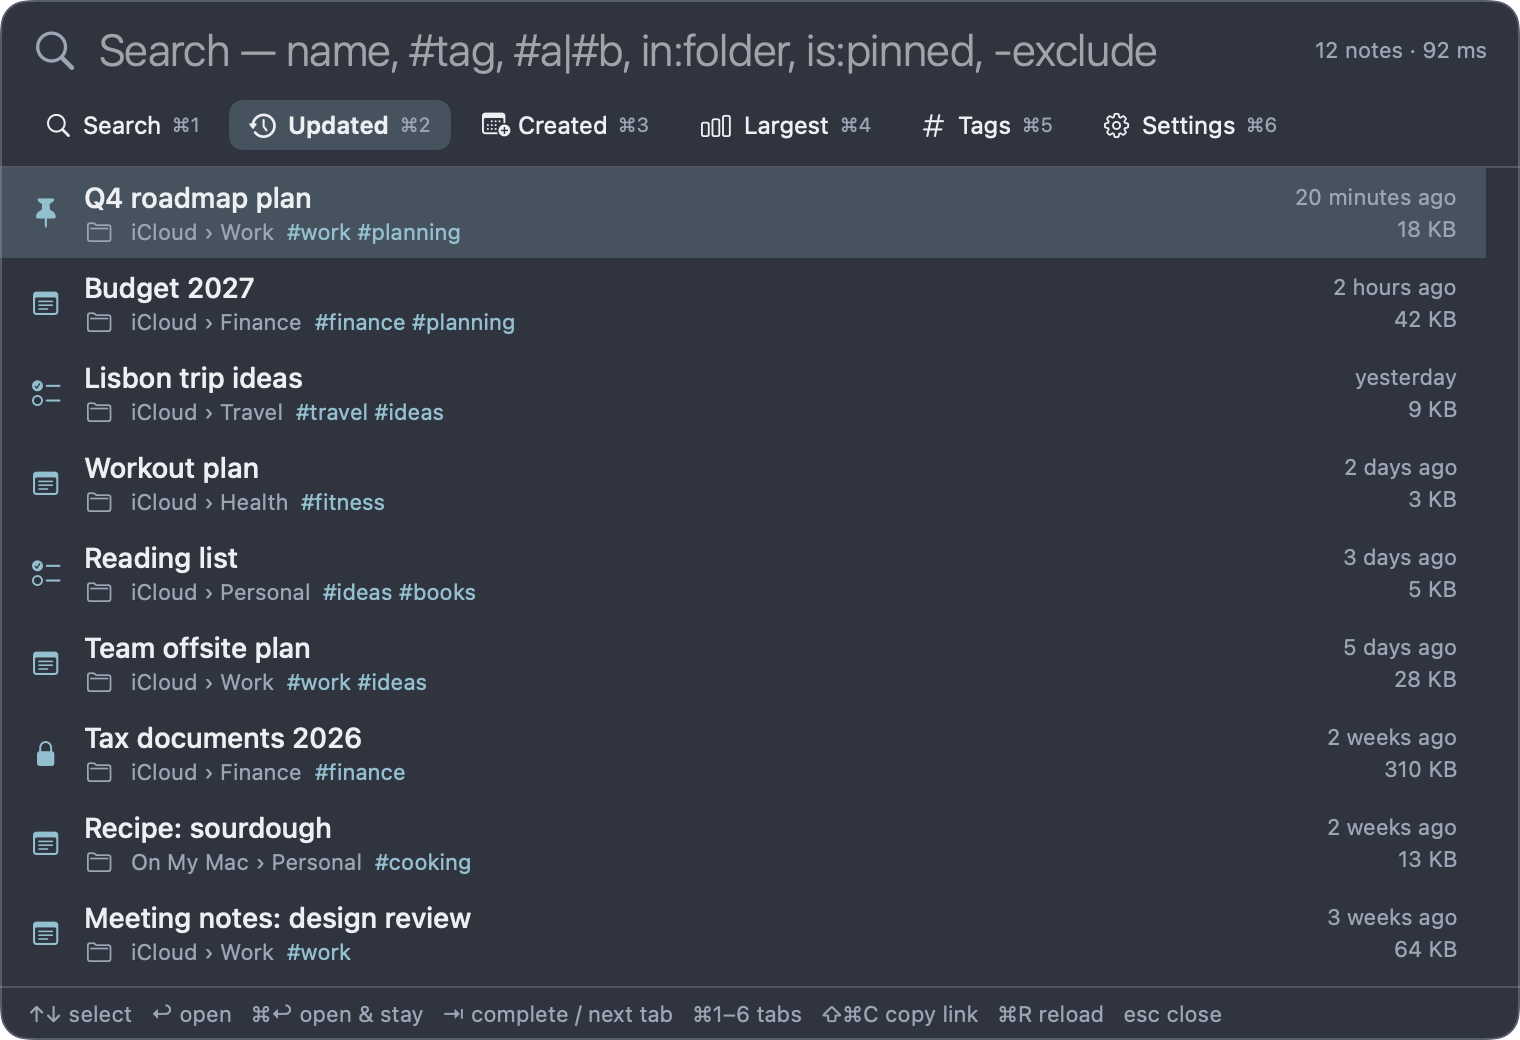 Search — name, #tag, #a|#b, in:folder, is:pinned, -exclude 12 notes · 92 ms
Search ⌘1 Updated ⌘2 Created ⌘3 Largest ⌘4 # Tags ⌘5 Settings ⌘6
Q4 roadmap plan 20 minutes ago
iCloud › Work #work #planning 18 KB
Budget 2027 2 hours ago
iCloud › Finance #finance #planning 42 KB
Lisbon trip ideas yesterday
iCloud › Travel #travel #ideas 9 KB
Workout plan 2 days ago
iCloud › Health #fitness 3 KB
Reading list 3 days ago
iCloud › Personal #ideas #books 5 KB
Team offsite plan 5 days ago
iCloud › Work #work #ideas 28 KB
Tax documents 2026 2 weeks ago
iCloud › Finance #finance 310 KB
Recipe: sourdough 2 weeks ago
On My Mac › Personal #cooking 13 KB
Meeting notes: design review 3 weeks ago
iCloud › Work #work 64 KB
↑↓ select ↩ open ⌘↩ open & stay ⇥ complete / next tab ⌘1–6 tabs ⇧⌘C copy link ⌘R reload esc close